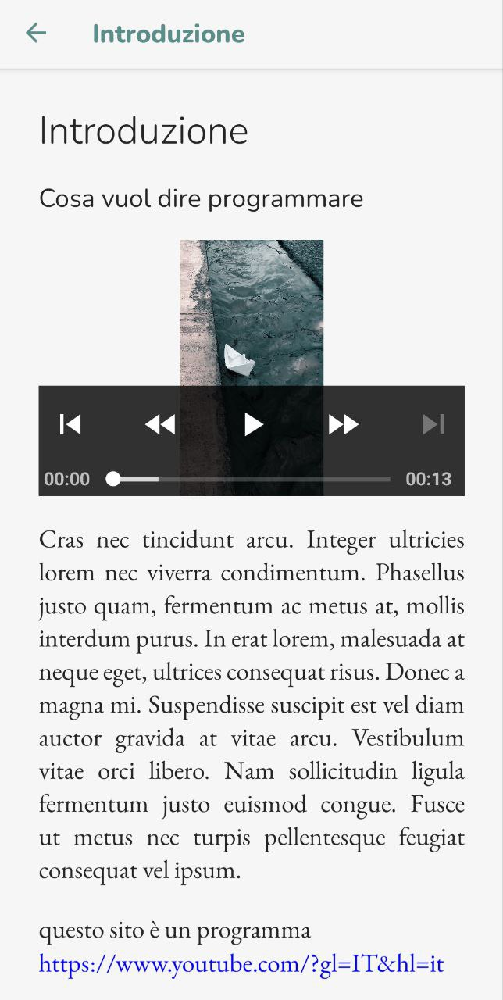 Introduzione
Introduzione
Cosa vuol dire programmare
00:00
00:13
Cras nec tincidunt arcu. Integer ultricies
lorem nec viverra condimentum. Phasellus
justo quam, fermentum ac metus at, mollis
interdum purus. In erat lorem, malesuada at
neque eget, ultrices consequat risus. Donec a
magna mi. Suspendisse suscipit est vel diam
auctor gravida at vitae arcu. Vestibulum
vitae orci libero. Nam sollicitudin ligula
fermentum justo euismod congue. Fusce
ut metus nec turpis pellentesque feugiat
consequat vel ipsum.
questo sito è un programma
https://www.youtube.com/?gl=IT&hl=it